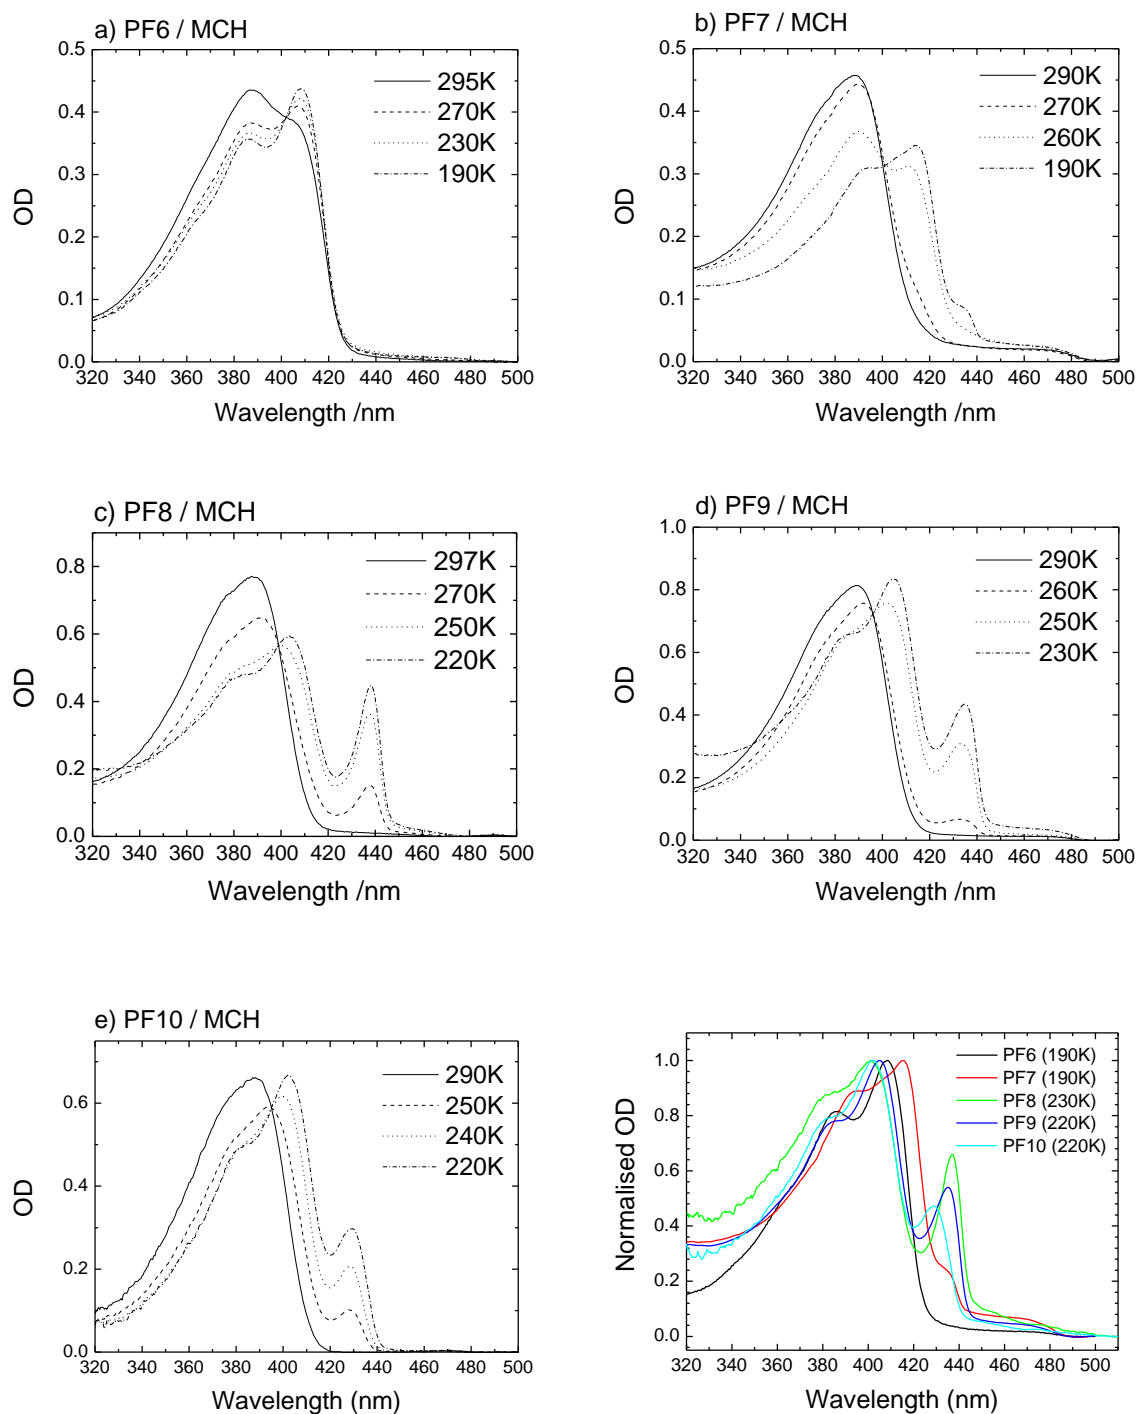 a) PF6 / MCH
0.5
0.4
0.3
0.2
0.1
0.0
OD
295K
270K
230K
190K
320 340 360 380 400 420 440 460 480 500
Wavelength /nm
b) PF7 / MCH
0.5
0.4
0.3
0.2
0.1
0.0
OD
290K
270K
260K
190K
320 340 360 380 400 420 440 460 480 500
Wavelength /nm
c) PF8 / MCH
0.8
0.6
0.4
0.2
0.0
OD
297K
270K
250K
220K
320 340 360 380 400 420 440 460 480 500
Wavelength /nm
d) PF9 / MCH
1.0
0.8
0.6
0.4
0.2
0.0
OD
290K
260K
250K
230K
320 340 360 380 400 420 440 460 480 500
Wavelength /nm
e) PF10 / MCH
0.6
0.4
0.2
0.0
OD
290K
250K
240K
220K
320 340 360 380 400 420 440 460 480 500
Wavelength (nm)
1.0
0.8
0.6
0.4
0.2
0.0
Normalised OD
PF6 (190K)
PF7 (190K)
PF8 (230K)
PF9 (220K)
PF10 (220K)
320 340 360 380 400 420 440 460 480 500
Wavelength (nm)